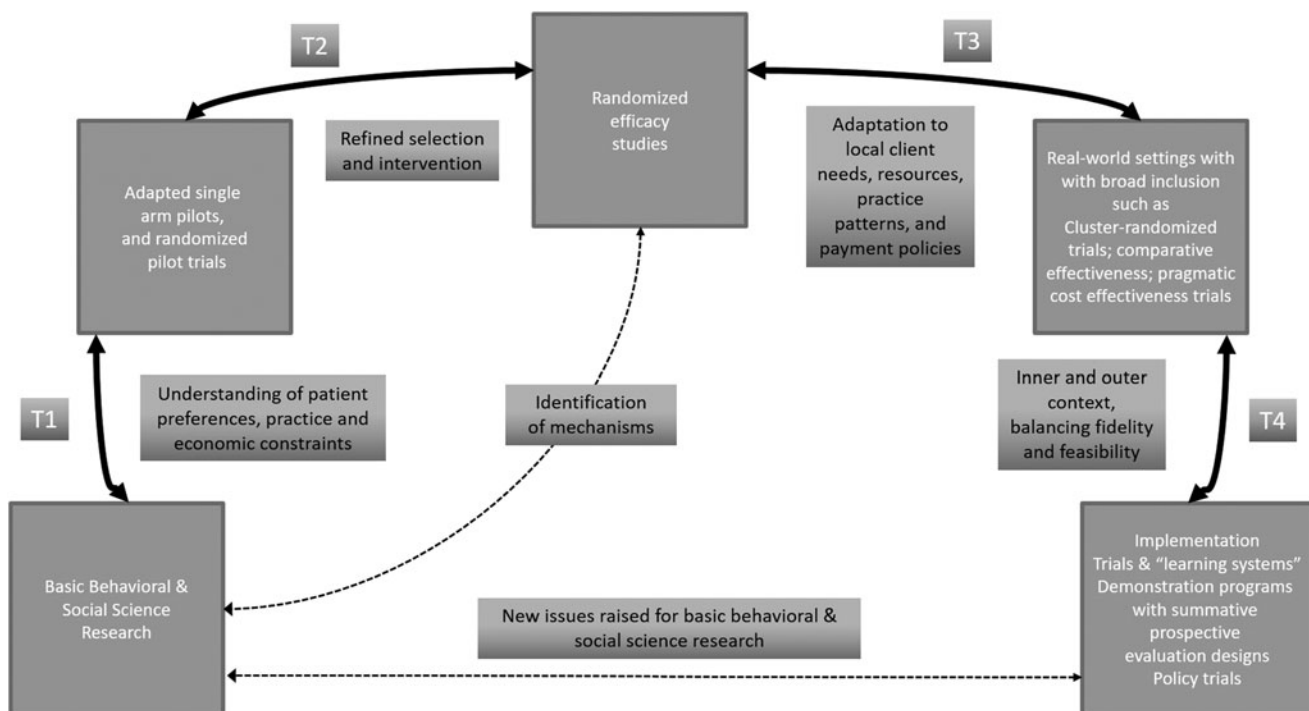 T2
T3
Randomized
efficacy
studies
Refined selection
and intervention
Adaptation to
local client
needs, resources,
practice
patterns, and
payment policies
Adapted single
arm pilots,
and randomized
pilot trials
Real-world settings with
with broad inclusion
such as
Cluster-randomized
trials; comparative
effectiveness; pragmatic
cost effectiveness trials
T1
Understanding of patient
preferences, practice and
economic constraints
Identification
of mechanisms
Inner and outer
context,
balancing fidelity
and feasibility
T4
Basic Behavioral &
Social Science
Research
New issues raised for basic behavioral &
social science research
Implementation
Trials & “learning systems”
Demonstration programs
with summative
prospective
evaluation designs
Policy trials